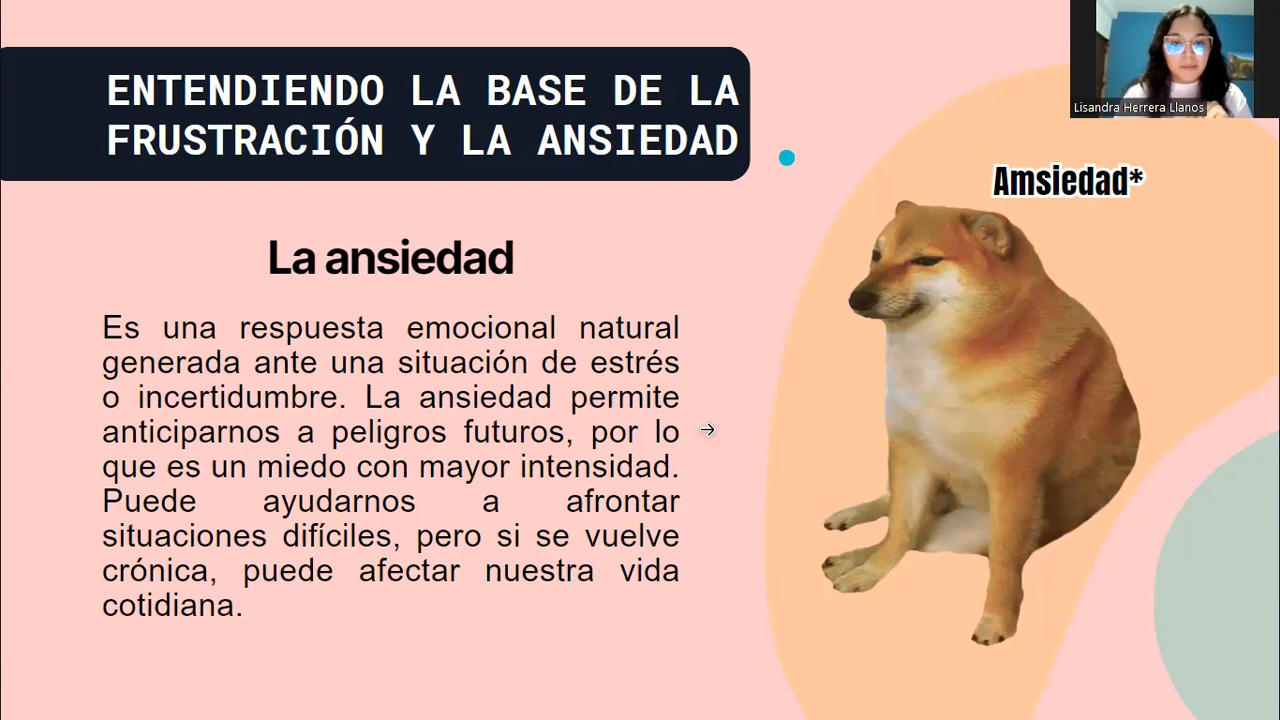 ENTENDIENDO LA BASE DE LA
FRUSTRACIÓN Y LA ANSIEDAD
Lisandra Herrera Llanos
Amsiedad*
La ansiedad
Es una respuesta emocional natural
generada ante una situación de estrés
o incertidumbre. La ansiedad permite
anticiparnos a peligros futuros, por lo
que es un miedo con mayor intensidad.
Puede ayudarnos a afrontar
situaciones difíciles, pero si se vuelve
crónica, puede afectar nuestra vida
cotidiana.